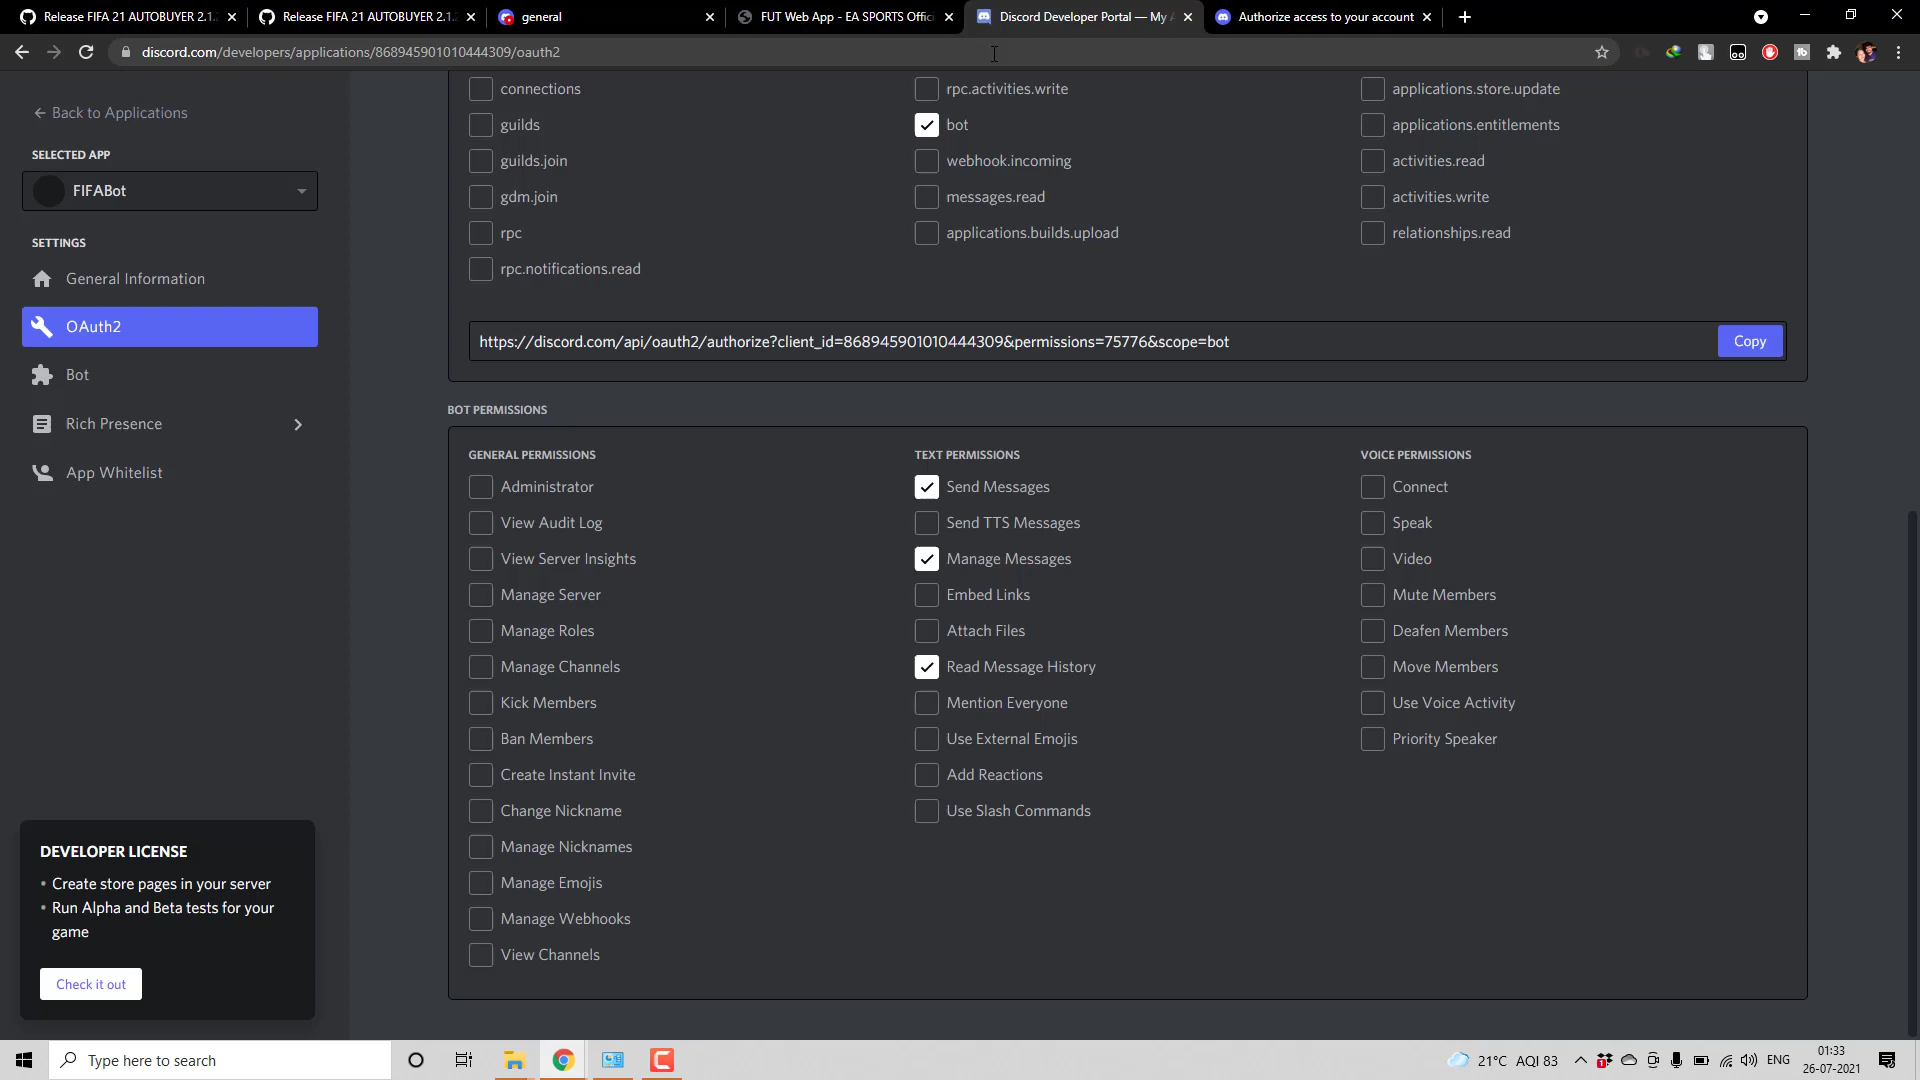 Release FIFA 21 AUTOBUYER 2.1.
Release FIFA 21 AUTOBUYER 2.1.
general
FUT Web App - EA SPORTS Offici
Discord Developer Portal — My A
Authorize access to your account
discord.com/developers/applications/868945901010444309/oauth2
Back to Applications
SELECTED APP
FIFABot
SETTINGS
General Information
OAuth2
Bot
Rich Presence
App Whitelist
DEVELOPER LICENSE
• Create store pages in your server
• Run Alpha and Beta tests for your
game
Check it out
connections
guilds
guilds.join
gdm.join
rpc
rpc.notifications.read
rpc.activities.write
bot
webhook.incoming
messages.read
applications.builds.upload
applications.store.update
applications.entitlements
activities.read
activities.write
relationships.read
https://discord.com/api/oauth2/authorize?client_id=868945901010444309&permissions=75776&scope=bot
Copy
BOT PERMISSIONS
GENERAL PERMISSIONS
Administrator
View Audit Log
View Server Insights
Manage Server
Manage Roles
Manage Channels
Kick Members
Ban Members
Create Instant Invite
Change Nickname
Manage Nicknames
Manage Emojis
Manage Webhooks
View Channels
TEXT PERMISSIONS
Send Messages
Send TTS Messages
Manage Messages
Embed Links
Attach Files
Read Message History
Mention Everyone
Use External Emojis
Add Reactions
Use Slash Commands
VOICE PERMISSIONS
Connect
Speak
Video
Mute Members
Deafen Members
Move Members
Use Voice Activity
Priority Speaker
Type here to search
21°C AQI 83
ENG
01:33
26-07-2021